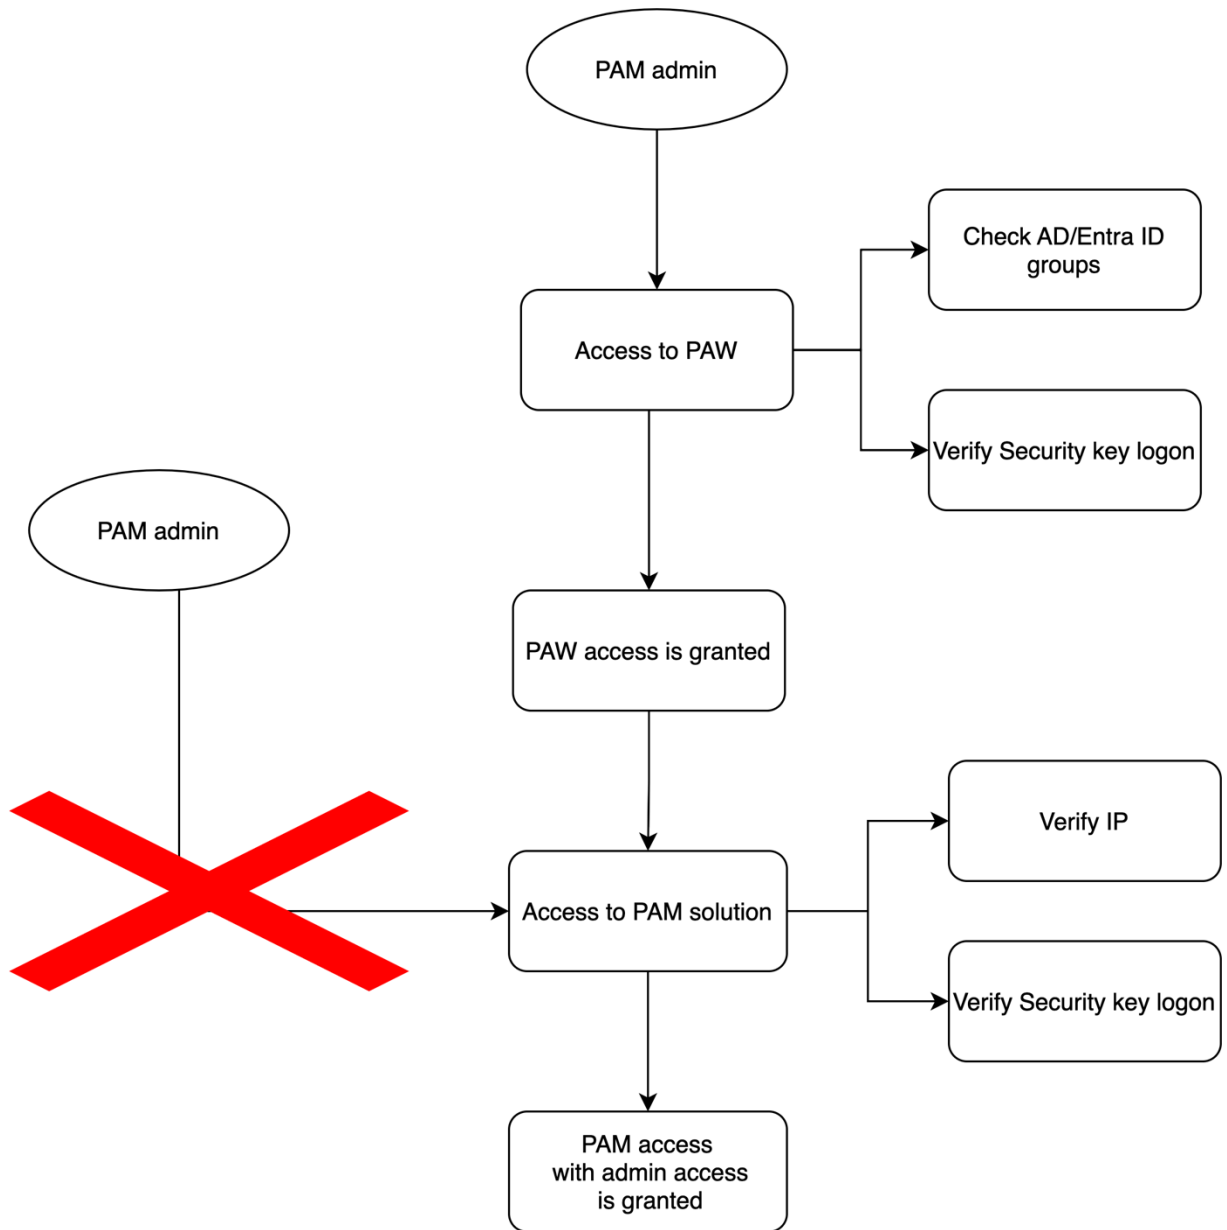 PAM admin
Check AD/Entra ID
groups
Access to PAW
Verify Security key logon
PAM admin
PAW access is granted
Verify IP
Access to PAM solution
Verify Security key logon
PAM access
with admin access
is granted